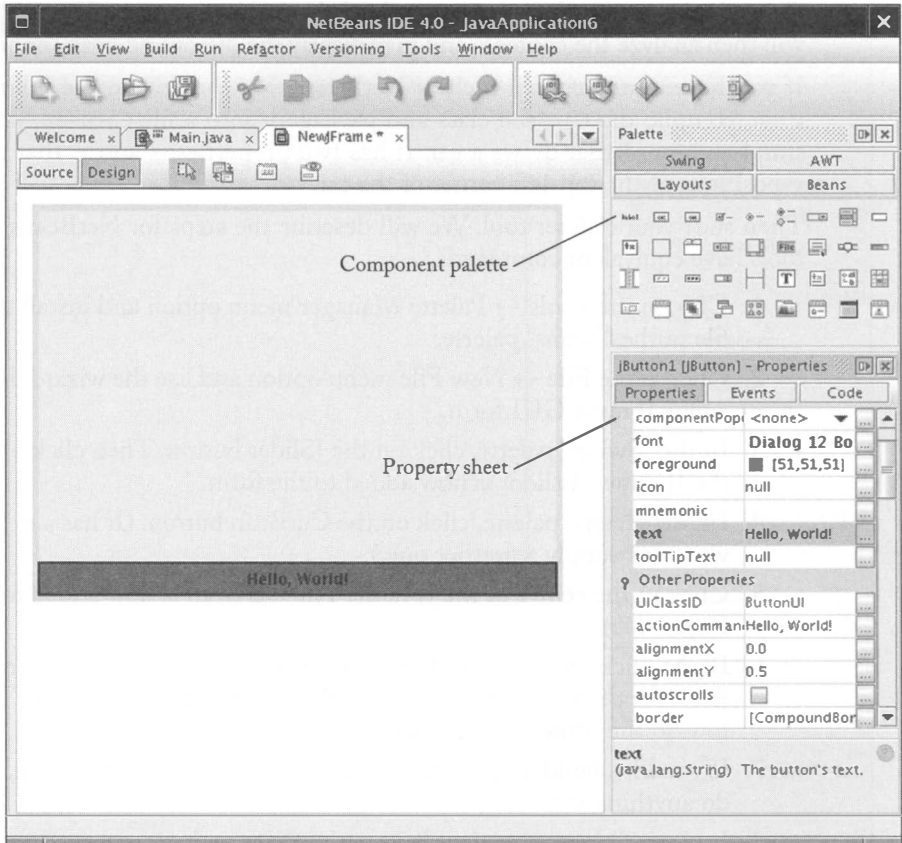 NetBeans IDE 4.0 - JavaApplication6
File Edit View Build Run Refactor Versioning Tools Window Help
Welcome x Main.java x NewJFrame * x
Source Design
Component palette
Property sheet
Hello, World!
Palette
Swing AWT
Layouts Beans
jButton1 [JButton] - Properties
Properties Events Code
componentPop <none> ...
font Dialog 12 Bo ...
foreground [51,51,51] ...
icon null ...
mnemonic ...
text Hello, World! ...
toolTipText null ...
Other Properties
UIClassID ButtonUI ...
actionComman Hello, World! ...
alignmentX 0.0 ...
alignmentY 0.5 ...
autoscrolls ...
border [CompoundBor ...
text
(java.lang.String) The button's text.